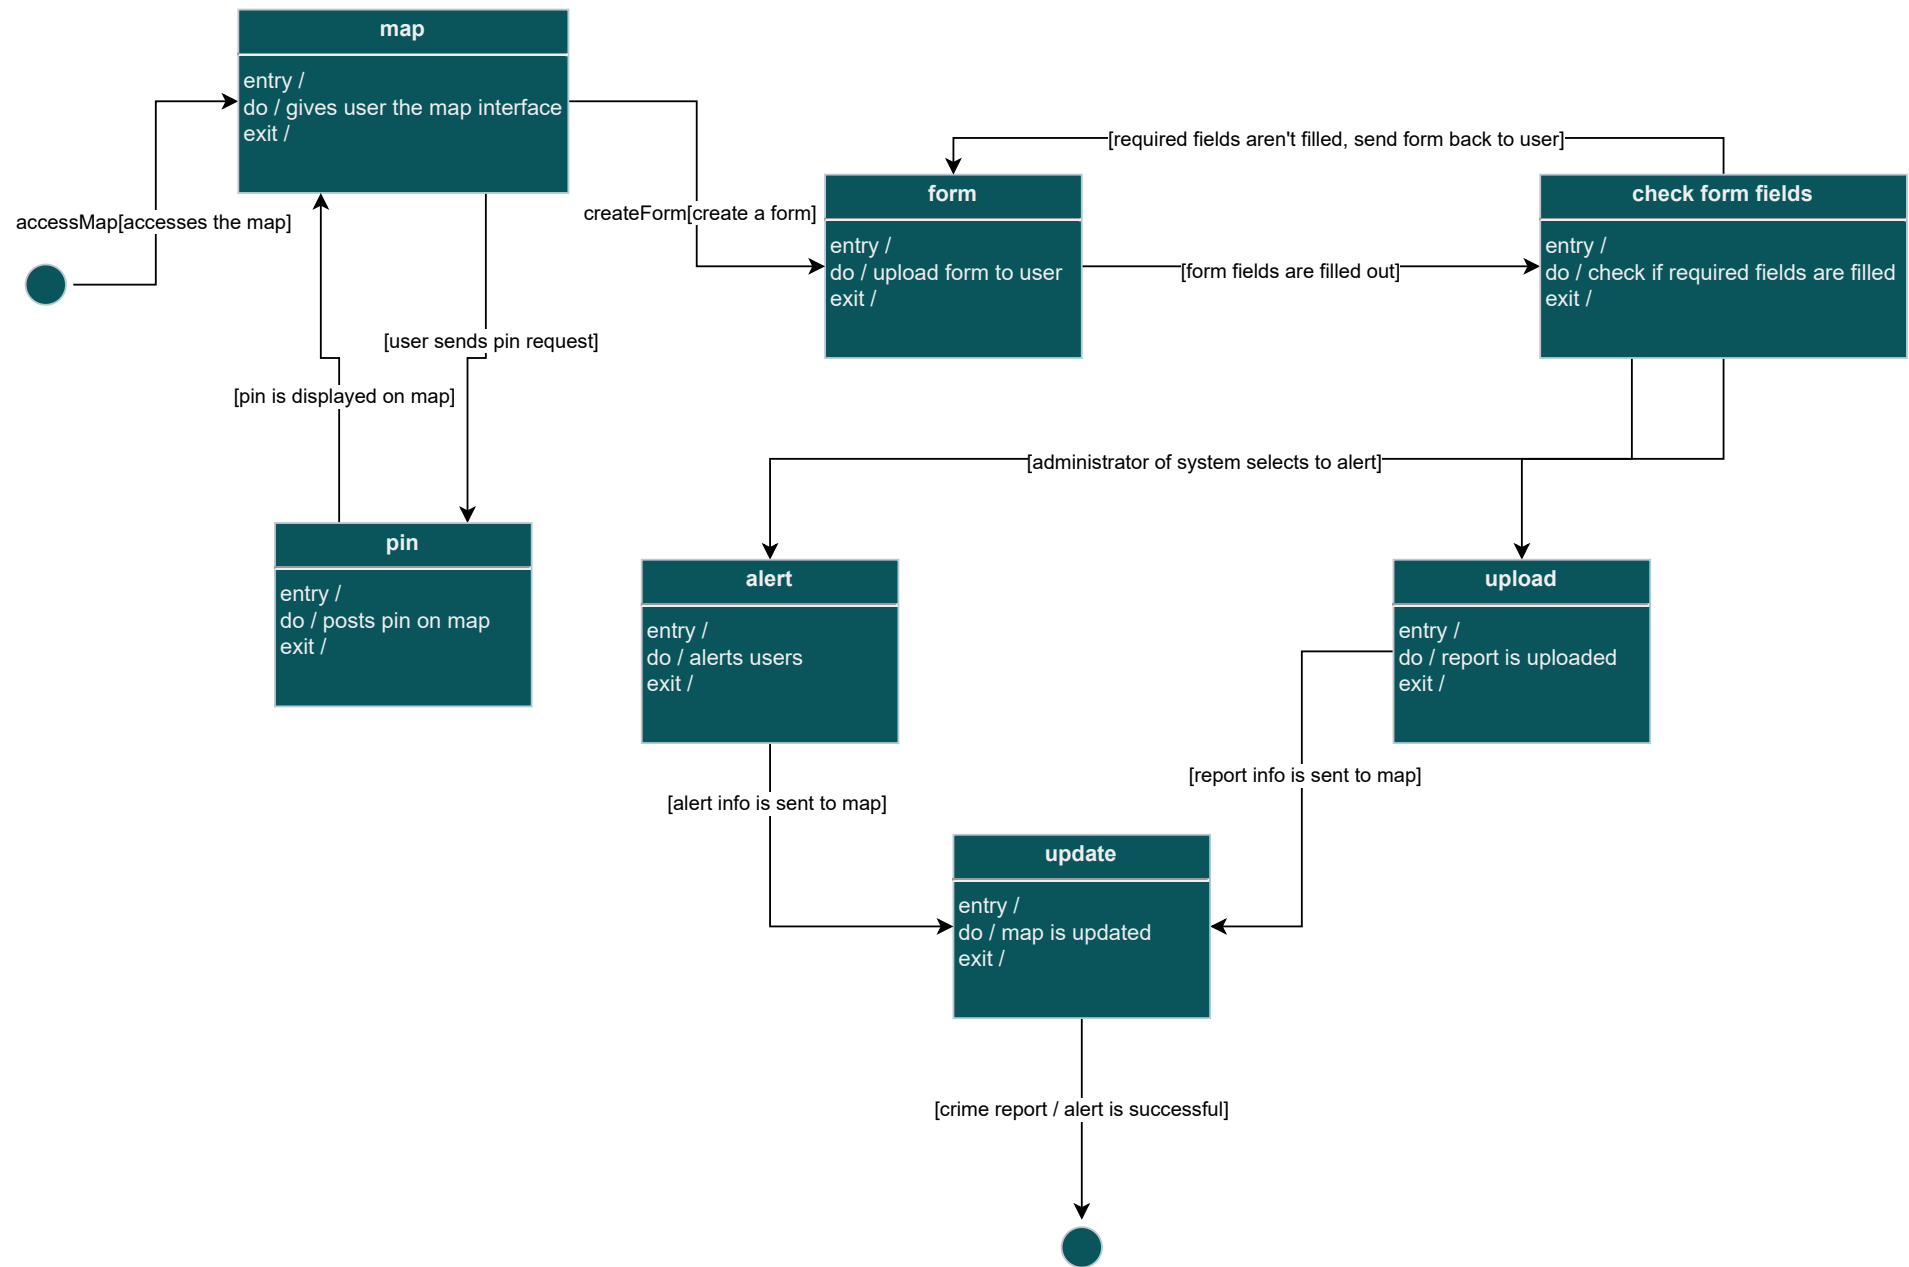 map
entry /
do / gives user the map interface
exit /
accessMap[accesses the map]
createForm[create a form]
[required fields aren't filled, send form back to user]
form
entry /
do / upload form to user
exit /
[form fields are filled out]
check form fields
entry /
do / check if required fields are filled
exit /
[user sends pin request]
[pin is displayed on map]
[administrator of system selects to alert]
pin
entry /
do / posts pin on map
exit /
alert
entry /
do / alerts users
exit /
upload
entry /
do / report is uploaded
exit /
[alert info is sent to map]
[report info is sent to map]
update
entry /
do / map is updated
exit /
[crime report / alert is successful]